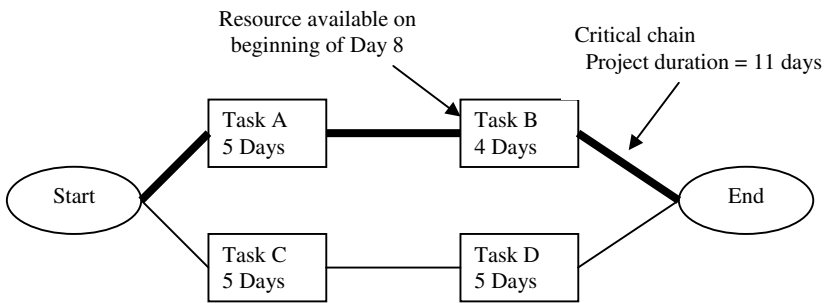 Resource available on
beginning of Day 8
Critical chain
Project duration = 11 days
Task A
5 Days
Task B
4 Days
Start
End
Task C
5 Days
Task D
5 Days